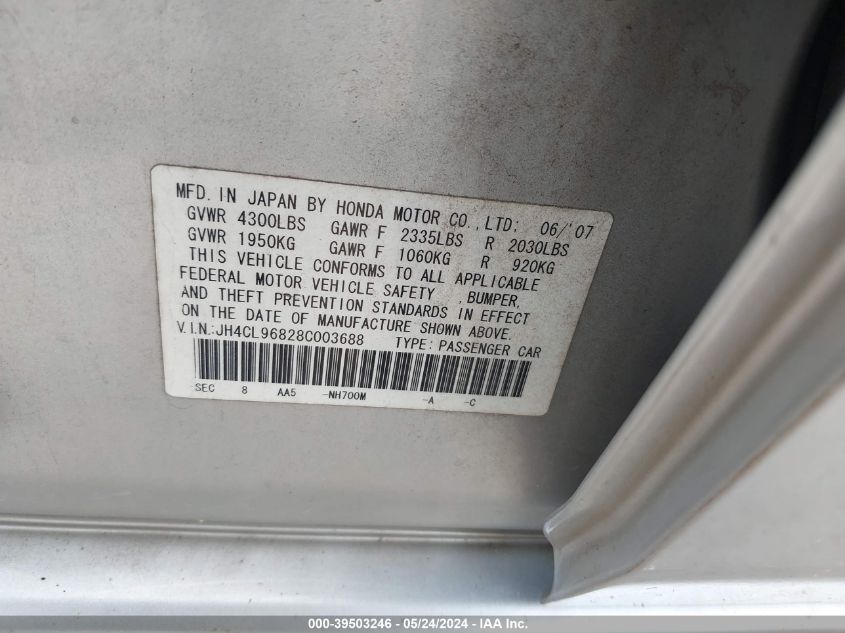 MFD. IN JAPAN BY HONDA MOTOR CO., LTD: 06/'07
GVWR 4300LBS GAWR F 2335LBS R 2030LBS
GVWR 1950KG GAWR F 1060KG R 920KG
THIS VEHICLE CONFORMS TO ALL APPLICABLE
FEDERAL MOTOR VEHICLE SAFETY , BUMPER,
AND THEFT PREVENTION STANDARDS IN EFFECT
ON THE DATE OF MANUFACTURE SHOWN ABOVE.
V.I.N.:JH4CL96828C003688 TYPE: PASSENGER CAR
SEC 8 AA5 -NH700M -A -C
000-39503246 - 05/24/2024 - IAA Inc.